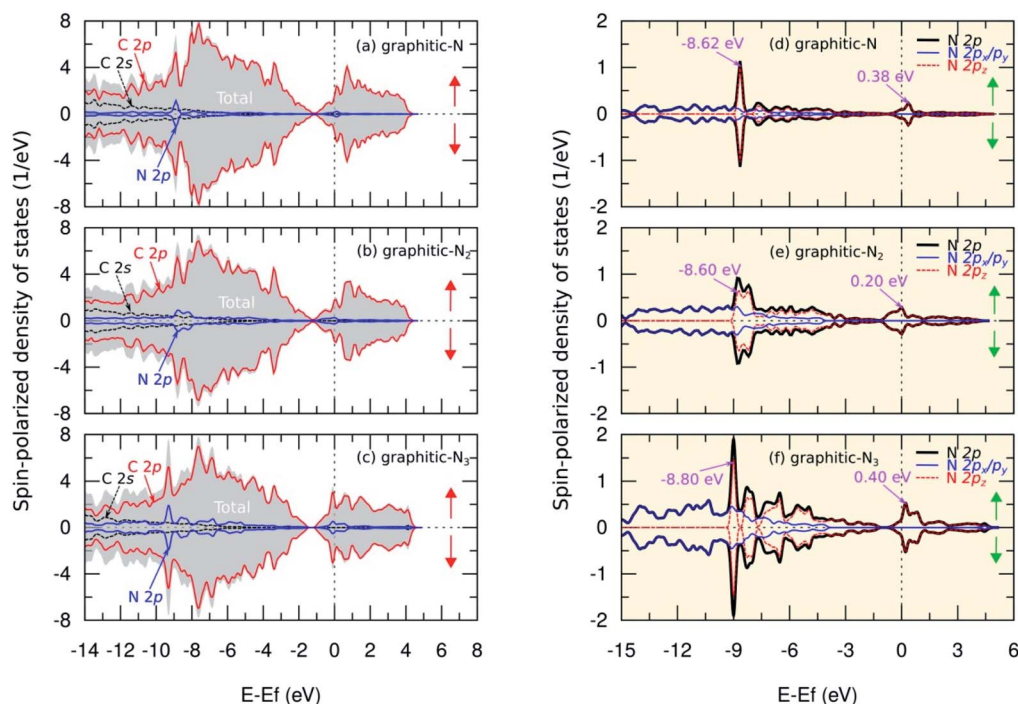 Spin-polarized density of states (1/eV)
8
4
0
-4
-8
(a) graphitic-N
C 2p
C 2s
Total
N 2p
8
4
0
-4
-8
(b) graphitic-N2
C 2p
C 2s
Total
N 2p
8
4
0
-4
-8
(c) graphitic-N3
C 2p
C 2s
Total
N 2p
-14 -12 -10 -8 -6 -4 -2 0 2 4 6 8
E-Ef (eV)
Spin-polarized density of states (1/eV)
2
1
0
-1
-2
(d) graphitic-N
N 2p
N 2px/py
N 2pz
-8.62 eV
0.38 eV
2
1
0
-1
-2
(e) graphitic-N2
N 2p
N 2px/py
N 2pz
-8.60 eV
0.20 eV
2
1
0
-1
-2
(f) graphitic-N3
N 2p
N 2px/py
N 2pz
-8.80 eV
0.40 eV
-15 -12 -9 -6 -3 0 3 6
E-Ef (eV)